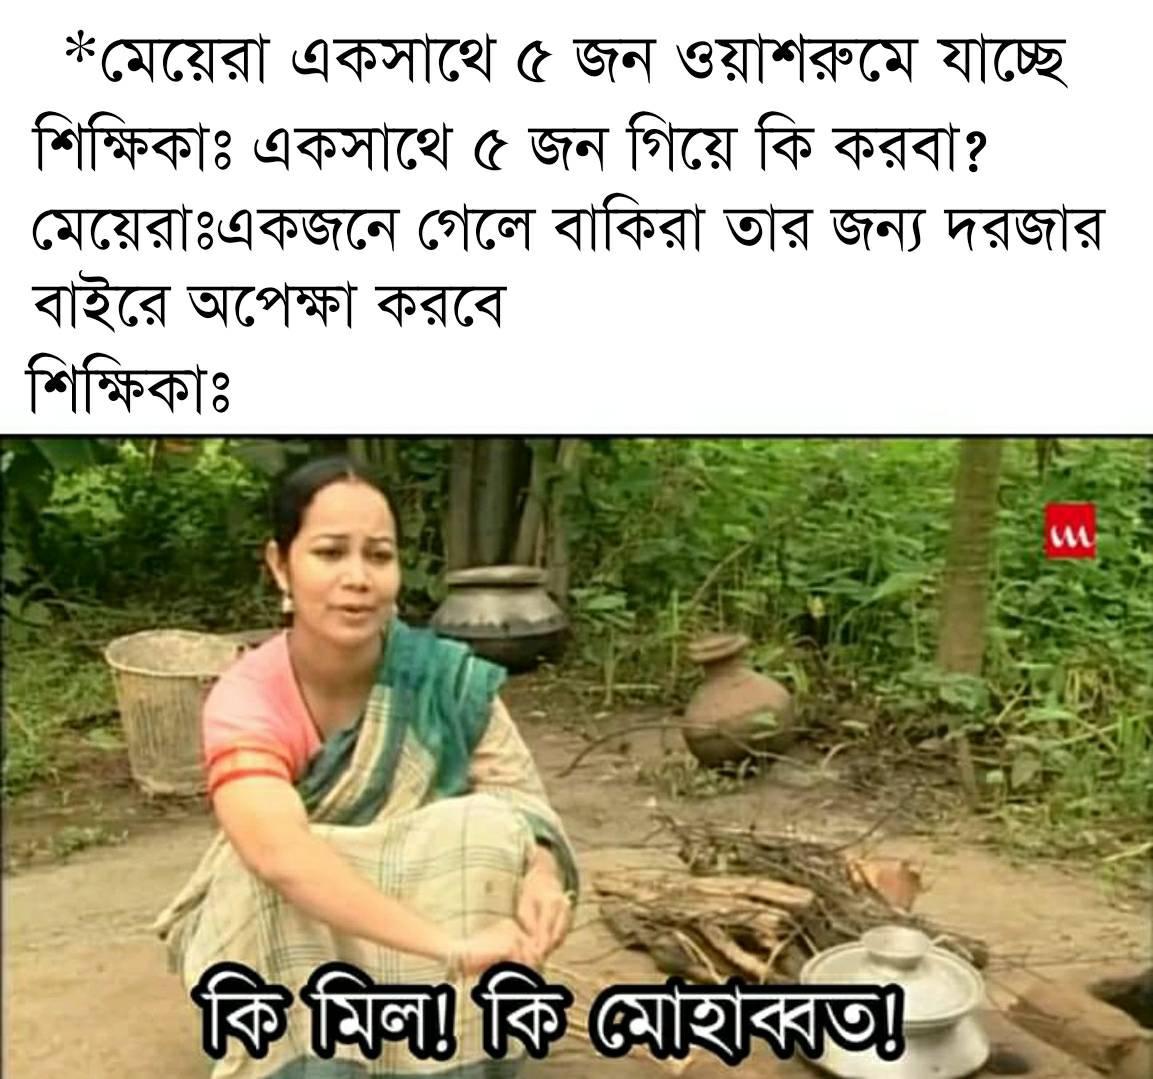 *মেয়েরা একসাথে ৫ জন ওয়াশরুমে যাচ্ছে
শিক্ষিকাঃ একসাথে ৫ জন গিয়ে কি করবা?
মেয়েরাঃএকজনে গেলে বাকিরা তার জন্য দরজার
বাইরে অপেক্ষা করবে
শিক্ষিকাঃ
কি মিল! কি মোহাব্বত!